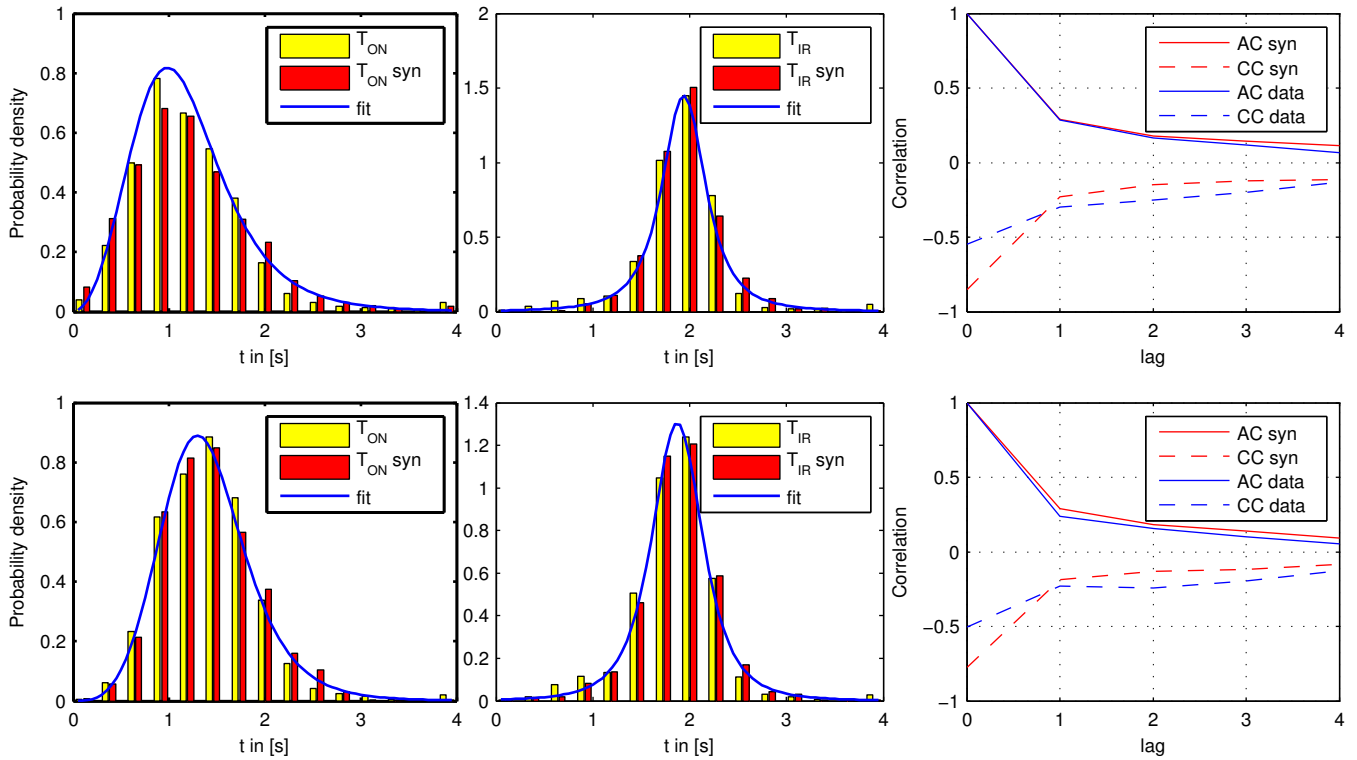 1
0.8
0.6
0.4
0.2
0
0 1 2 3 4
Probability density
t in [s]
T_ON
T_ON syn
fit
2
1.5
1
0.5
0
0 1 2 3 4
t in [s]
T_IR
T_IR syn
fit
1
0.5
0
−0.5
−1
0 1 2 3 4
Correlation
lag
AC syn
CC syn
AC data
CC data
1
0.8
0.6
0.4
0.2
0
0 1 2 3 4
Probability density
t in [s]
T_ON
T_ON syn
fit
1.4
1.2
1
0.8
0.6
0.4
0.2
0
0 1 2 3 4
t in [s]
T_IR
T_IR syn
fit
1
0.5
0
−0.5
−1
0 1 2 3 4
Correlation
lag
AC syn
CC syn
AC data
CC data